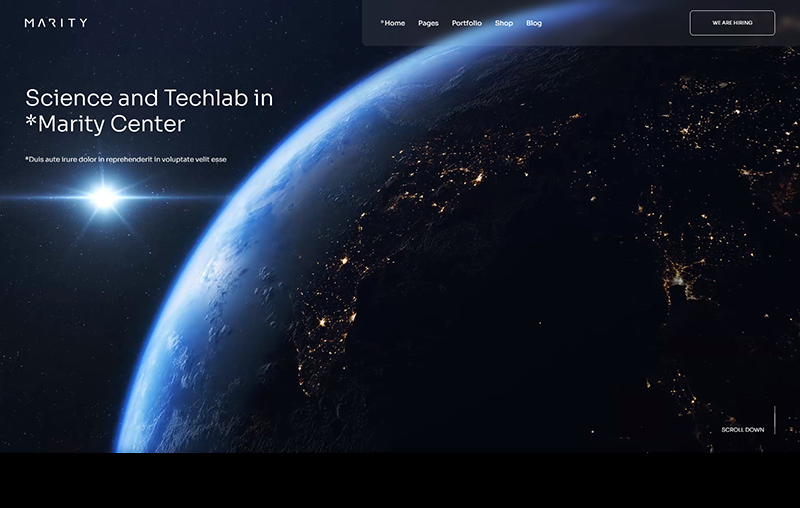 MARITY
*Home Pages Portfolio Shop Blog
WE ARE HIRING
Science and Techlab in
*Marity Center
*Duis aute irure dolor in reprehenderit in voluptate velit esse
SCROLL DOWN